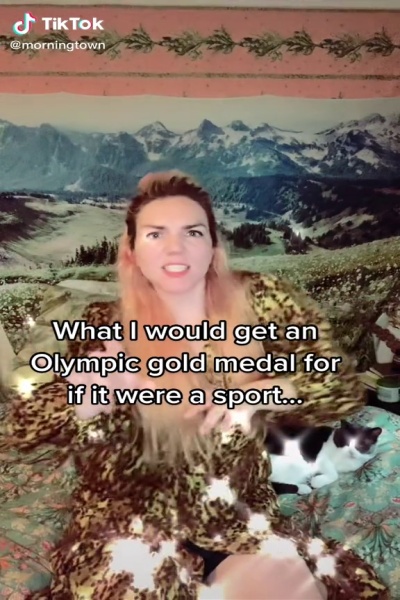 TikTok
@morningtown
What I would get an
Olympic gold medal for
if it were a sport...